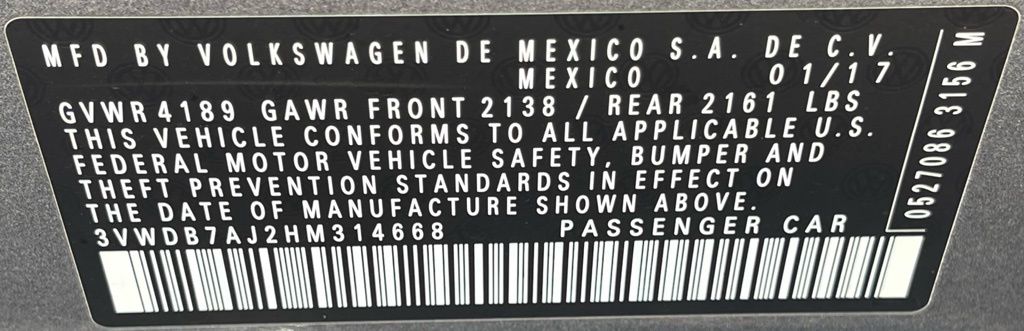 MFD BY VOLKSWAGEN DE MEXICO S.A. DE C.V.
MEXICO 01/17
GVWR 4189 GAWR FRONT 2138 / REAR 2161 LBS
THIS VEHICLE CONFORMS TO ALL APPLICABLE U.S.
FEDERAL MOTOR VEHICLE SAFETY, BUMPER AND
THEFT PREVENTION STANDARDS IN EFFECT ON
THE DATE OF MANUFACTURE SHOWN ABOVE.
3VWDB7AJ2HM314668 PASSENGER CAR
0527086 3156 M